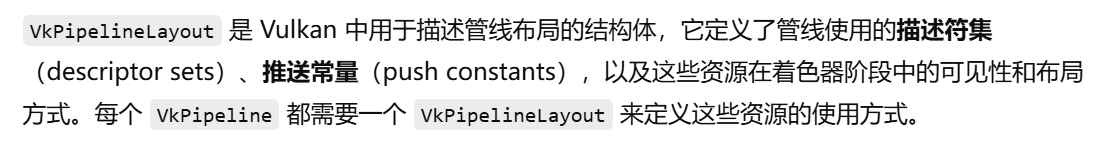 VkPipelineLayout 是 Vulkan 中用于描述管线布局的结构体，它定义了管线使用的描述符集
（descriptor sets）、推送常量（push constants），以及这些资源在着色器阶段中的可见性和布局
方式。每个 VkPipeline 都需要一个 VkPipelineLayout 来定义这些资源的使用方式。